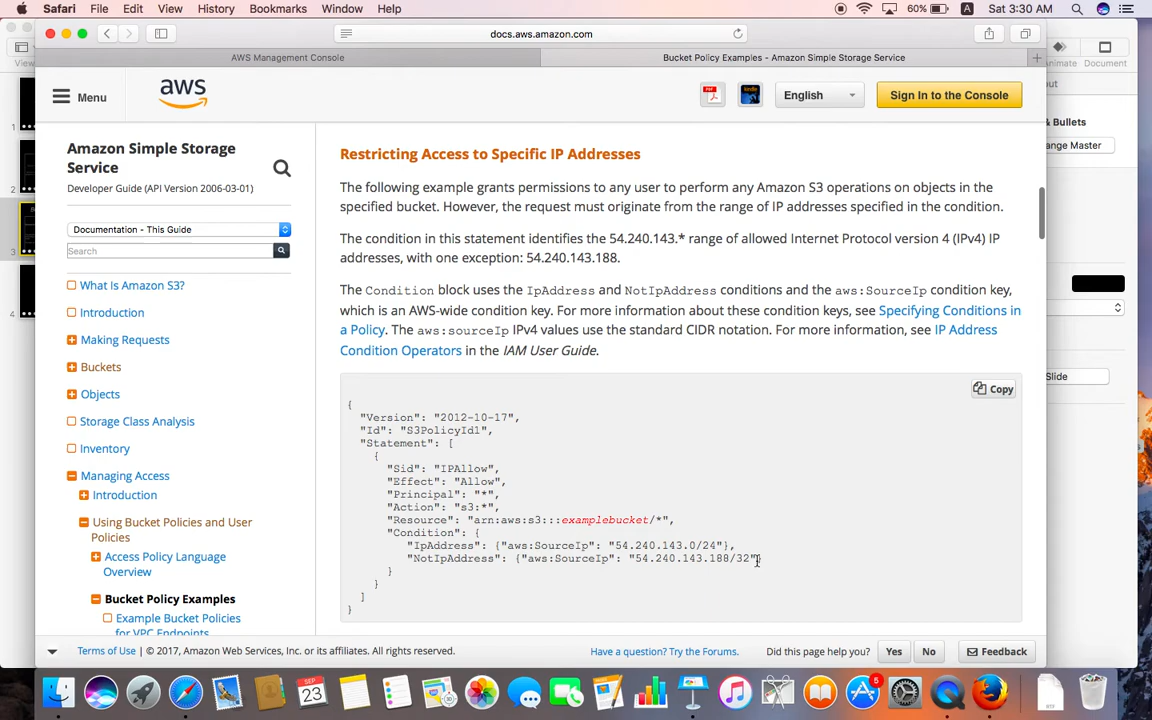 Safari File Edit View History Bookmarks Window Help 60% A Sat 3:30 AM
docs.aws.amazon.com
AWS Management Console
Bucket Policy Examples - Amazon Simple Storage Service
View
Animate Document
Menu
aws
English
Sign In to the Console
& Bullets
ange Master
Slide
1
2
3
4
Amazon Simple Storage
Service
Developer Guide (API Version 2006-03-01)
Documentation - This Guide
Search
What Is Amazon S3?
Introduction
Making Requests
Buckets
Objects
Storage Class Analysis
Inventory
Managing Access
Introduction
Using Bucket Policies and User
Policies
Access Policy Language
Overview
Bucket Policy Examples
Example Bucket Policies
for VPC Endpoints
Restricting Access to Specific IP Addresses
The following example grants permissions to any user to perform any Amazon S3 operations on objects in the
specified bucket. However, the request must originate from the range of IP addresses specified in the condition.
The condition in this statement identifies the 54.240.143.* range of allowed Internet Protocol version 4 (IPv4) IP
addresses, with one exception: 54.240.143.188.
The Condition block uses the IpAddress and NotIpAddress conditions and the aws:SourceIp condition key,
which is an AWS-wide condition key. For more information about these condition keys, see Specifying Conditions in
a Policy. The aws:sourceIp IPv4 values use the standard CIDR notation. For more information, see IP Address
Condition Operators in the IAM User Guide.
Copy
{
"Version": "2012-10-17",
"Id": "S3PolicyId1",
"Statement": [
{
"Sid": "IPAllow",
"Effect": "Allow",
"Principal": "*",
"Action": "s3:*",
"Resource": "arn:aws:s3:::examplebucket/*",
"Condition": {
"IpAddress": {"aws:SourceIp": "54.240.143.0/24"},
"NotIpAddress": {"aws:SourceIp": "54.240.143.188/32"}
}
}
]
}
Terms of Use | © 2017, Amazon Web Services, Inc. or its affiliates. All rights reserved.
Have a question? Try the Forums.
Did this page help you? Yes No Feedback
SEP
23
5